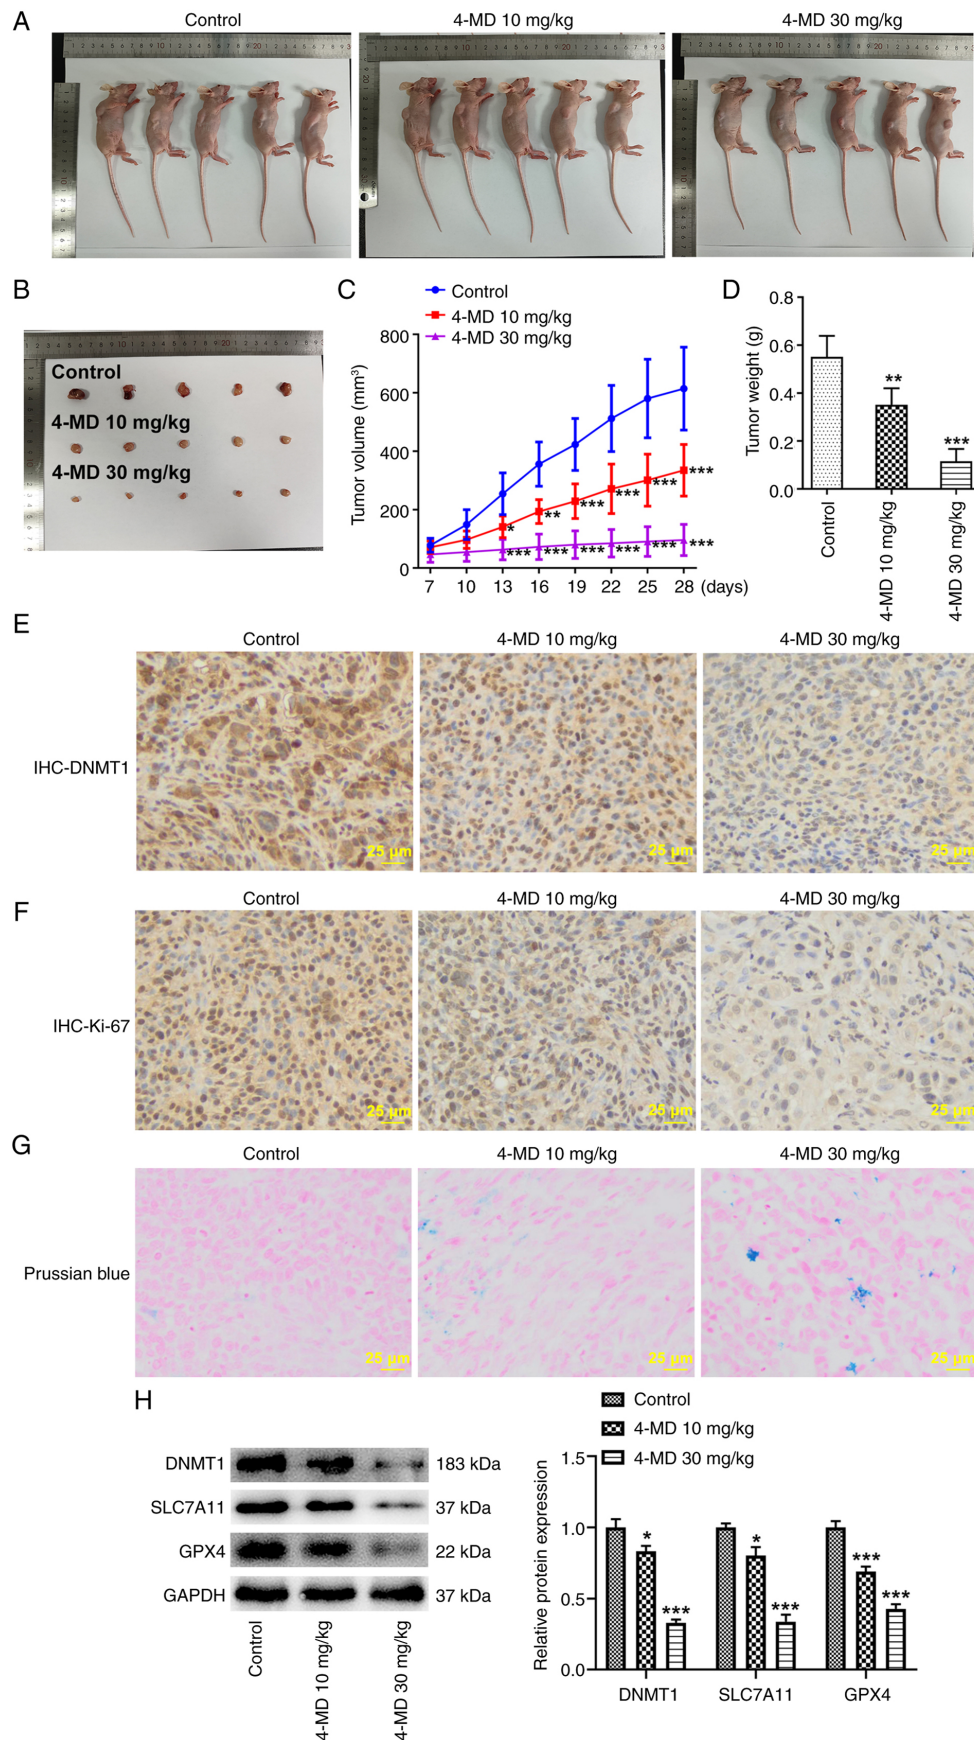 A
Control
4-MD 10 mg/kg
4-MD 30 mg/kg
B
Control
4-MD 10 mg/kg
4-MD 30 mg/kg
C
Control
4-MD 10 mg/kg
4-MD 30 mg/kg
Tumor volume (mm³)
800
600
400
200
0
7 10 13 16 19 22 25 28 (days)
* ** *** *** *** ***
*** *** *** *** *** ***
D
Tumor weight (g)
0.8
0.6
0.4
0.2
0.0
**
***
Control
4-MD 10 mg/kg
4-MD 30 mg/kg
E
Control
4-MD 10 mg/kg
4-MD 30 mg/kg
IHC-DNMT1
25 µm
25 µm
25 µm
F
Control
4-MD 10 mg/kg
4-MD 30 mg/kg
IHC-Ki-67
25 µm
25 µm
25 µm
G
Control
4-MD 10 mg/kg
4-MD 30 mg/kg
Prussian blue
25 µm
25 µm
25 µm
H
DNMT1 183 kDa
SLC7A11 37 kDa
GPX4 22 kDa
GAPDH 37 kDa
Control
4-MD 10 mg/kg
4-MD 30 mg/kg
Control
4-MD 10 mg/kg
4-MD 30 mg/kg
Relative protein expression
1.5
1.0
0.5
0.0
* ***
* ***
*** ***
DNMT1 SLC7A11 GPX4